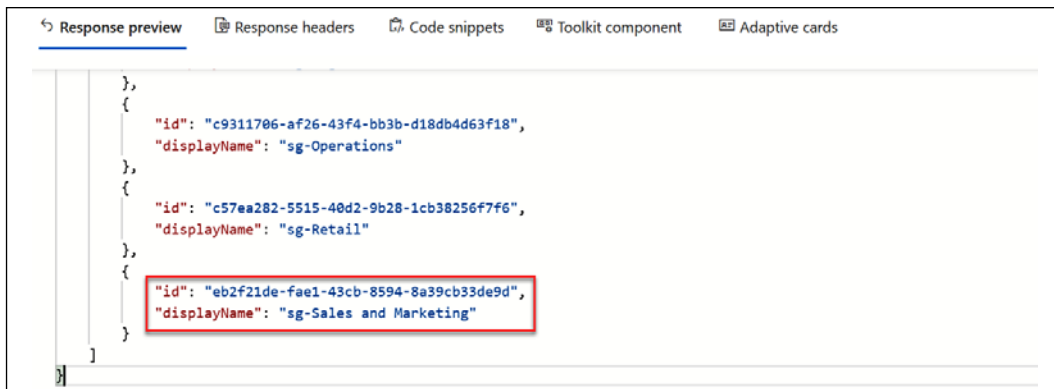 Response preview Response headers Code snippets Toolkit component Adaptive cards
},
{
"id": "c9311706-af26-43f4-bb3b-d18db4d63f18",
"displayName": "sg-Operations"
},
{
"id": "c57ea282-5515-40d2-9b28-1cb38256f7f6",
"displayName": "sg-Retail"
},
{
"id": "eb2f21de-fae1-43cb-8594-8a39cb33de9d",
"displayName": "sg-Sales and Marketing"
}
]
}